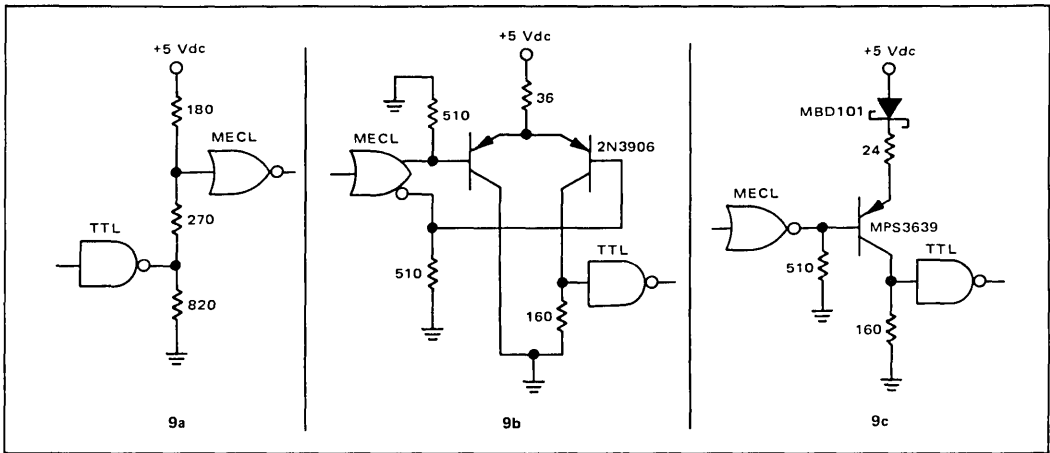 +5 Vdc
180
MECL
270
TTL
820
9a
+5 Vdc
36
510
MECL
2N3906
510
TTL
160
9b
+5 Vdc
MBD101
24
MECL
MPS3639
510
TTL
160
9c